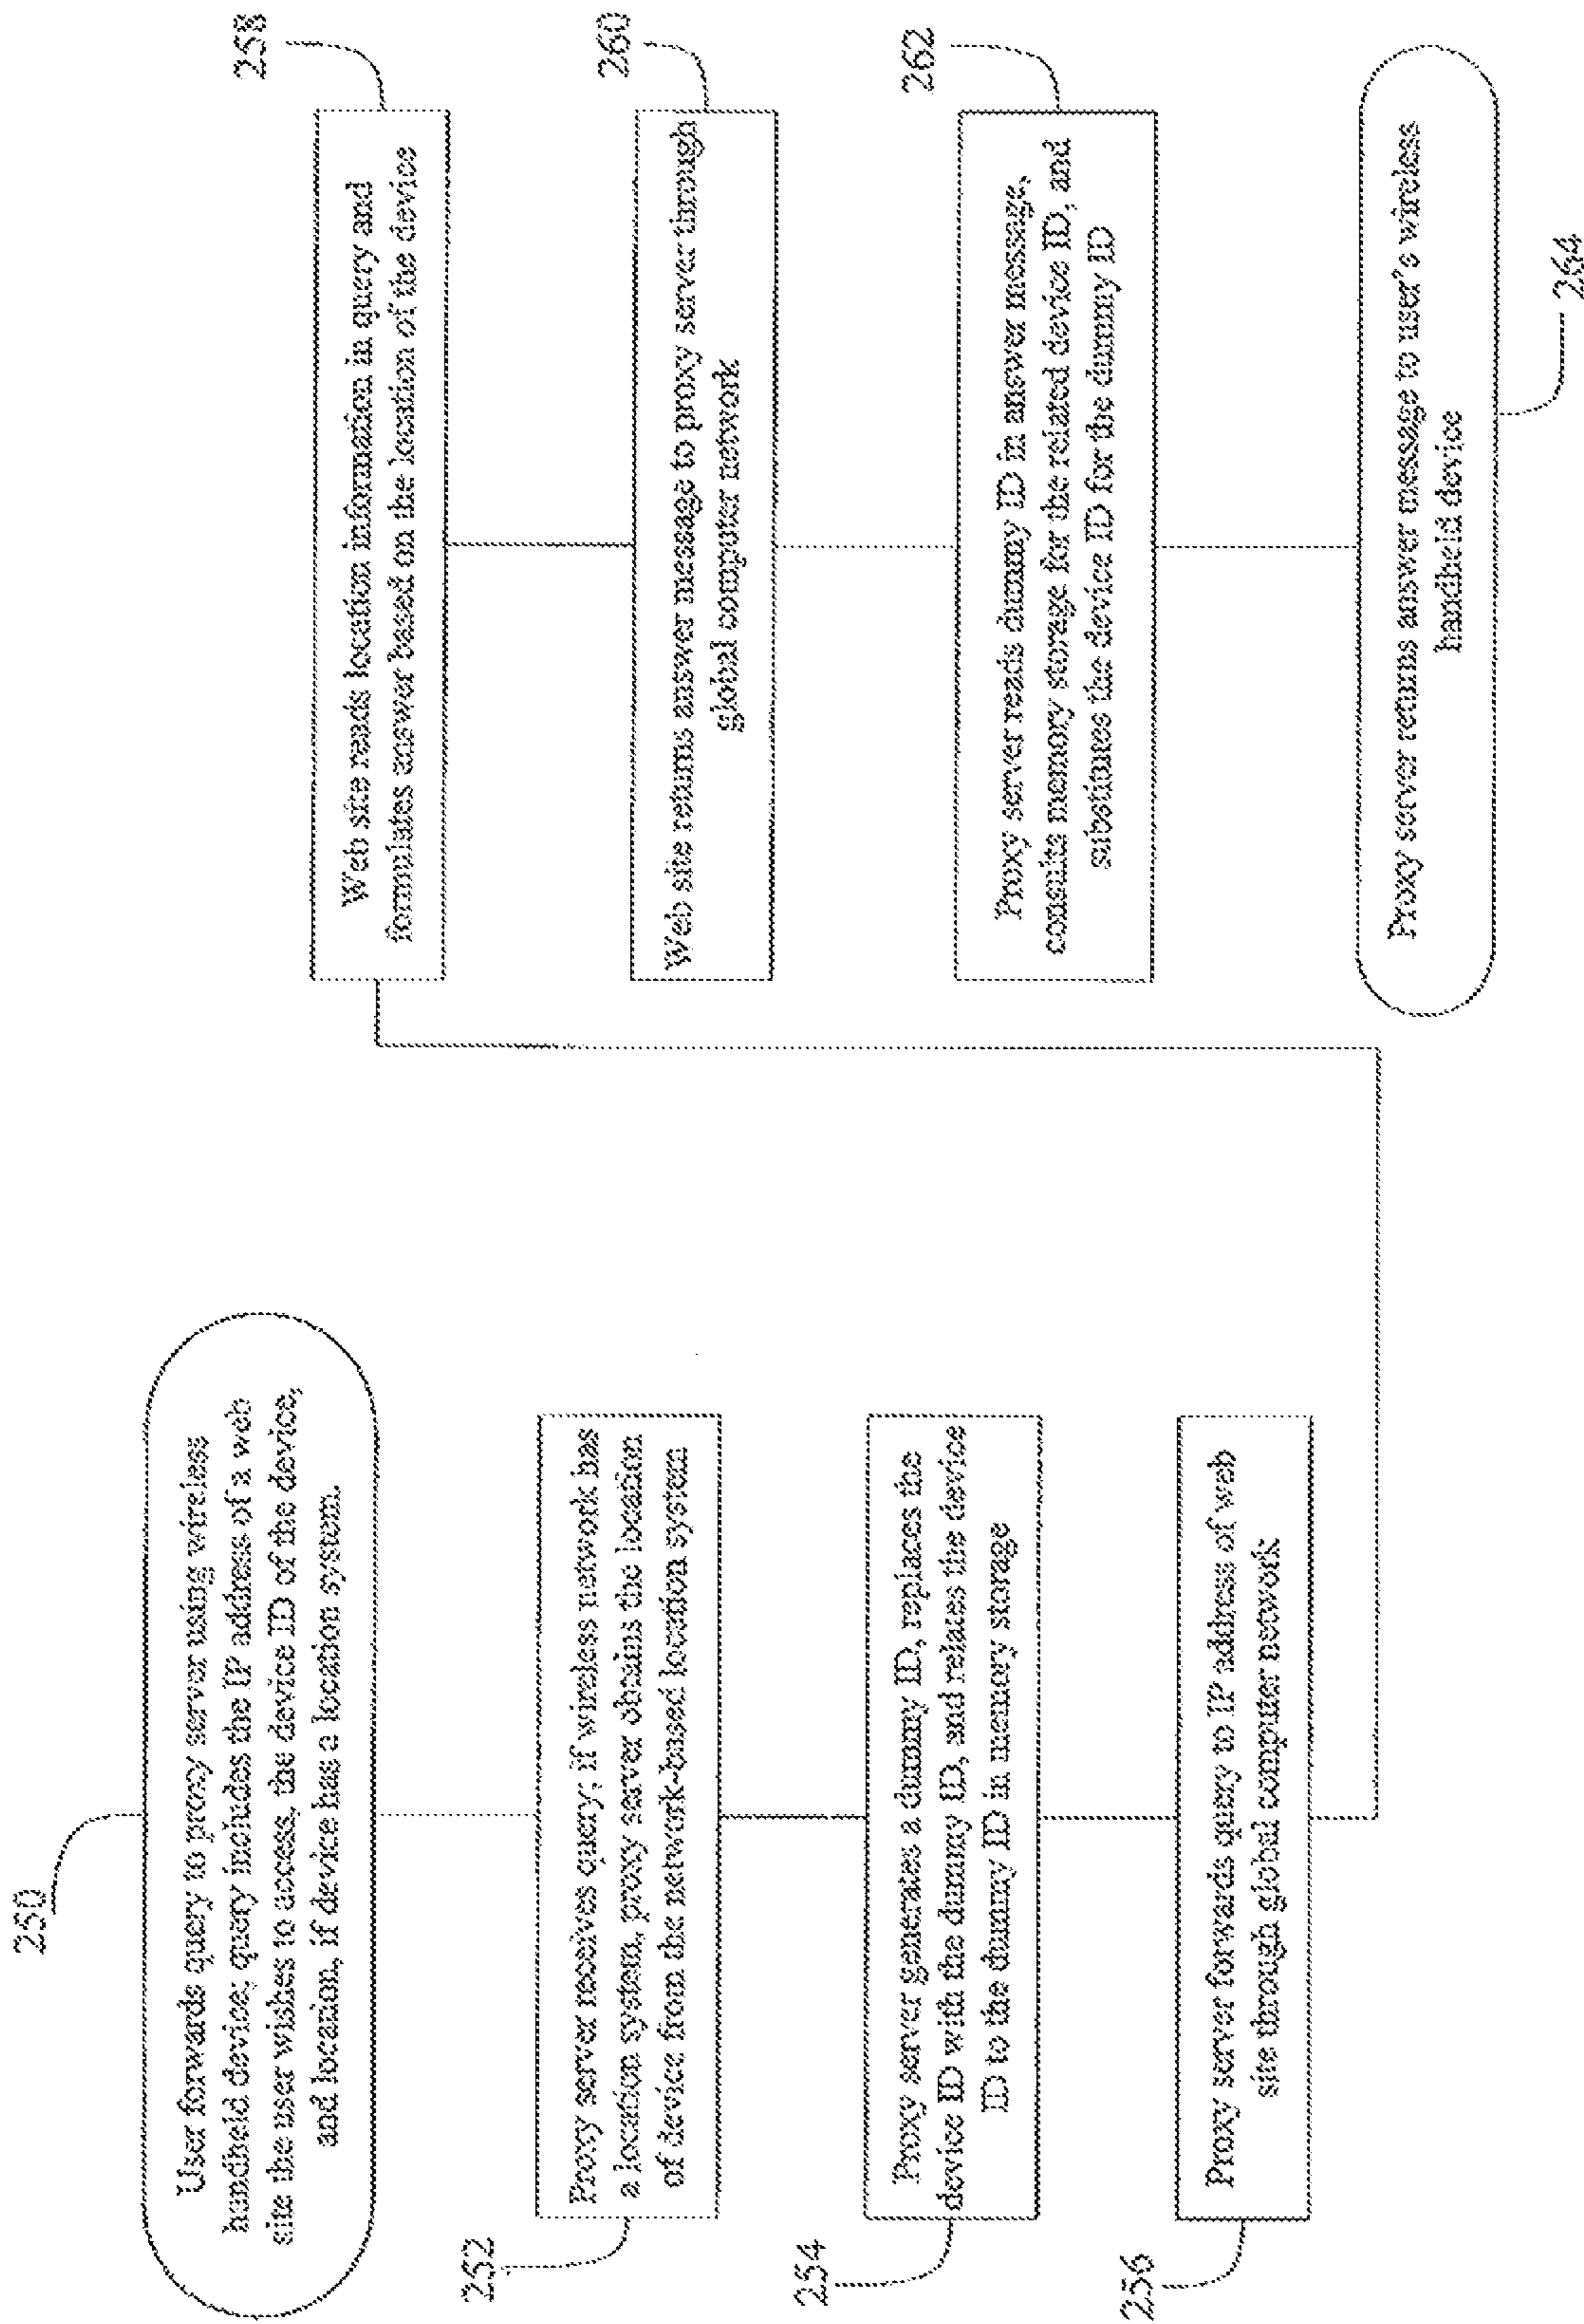 250
User forwards query to proxy server using wireless
handheld device; query includes the IP address of a web
site the user wishes to access, the device ID of the device,
and location, if device has a location system.
252
Proxy server receives query; if wireless network has
a location system, proxy server obtains the location
of device from the network-based location system
254
Proxy server generates a dummy ID, replaces the
device ID with the dummy ID, and relates the device
ID to the dummy ID in memory storage
256
Proxy server forwards query to IP address of web
site through global computer network
258
Web site reads location information in query and
formulates answer based on the location of the device
260
Web site returns answer message to proxy server through
global computer network
262
Proxy server reads dummy ID in answer message,
consults memory storage for the related device ID, and
substitutes the device ID for the dummy ID
Proxy server returns answer message to user's wireless
handheld device
264